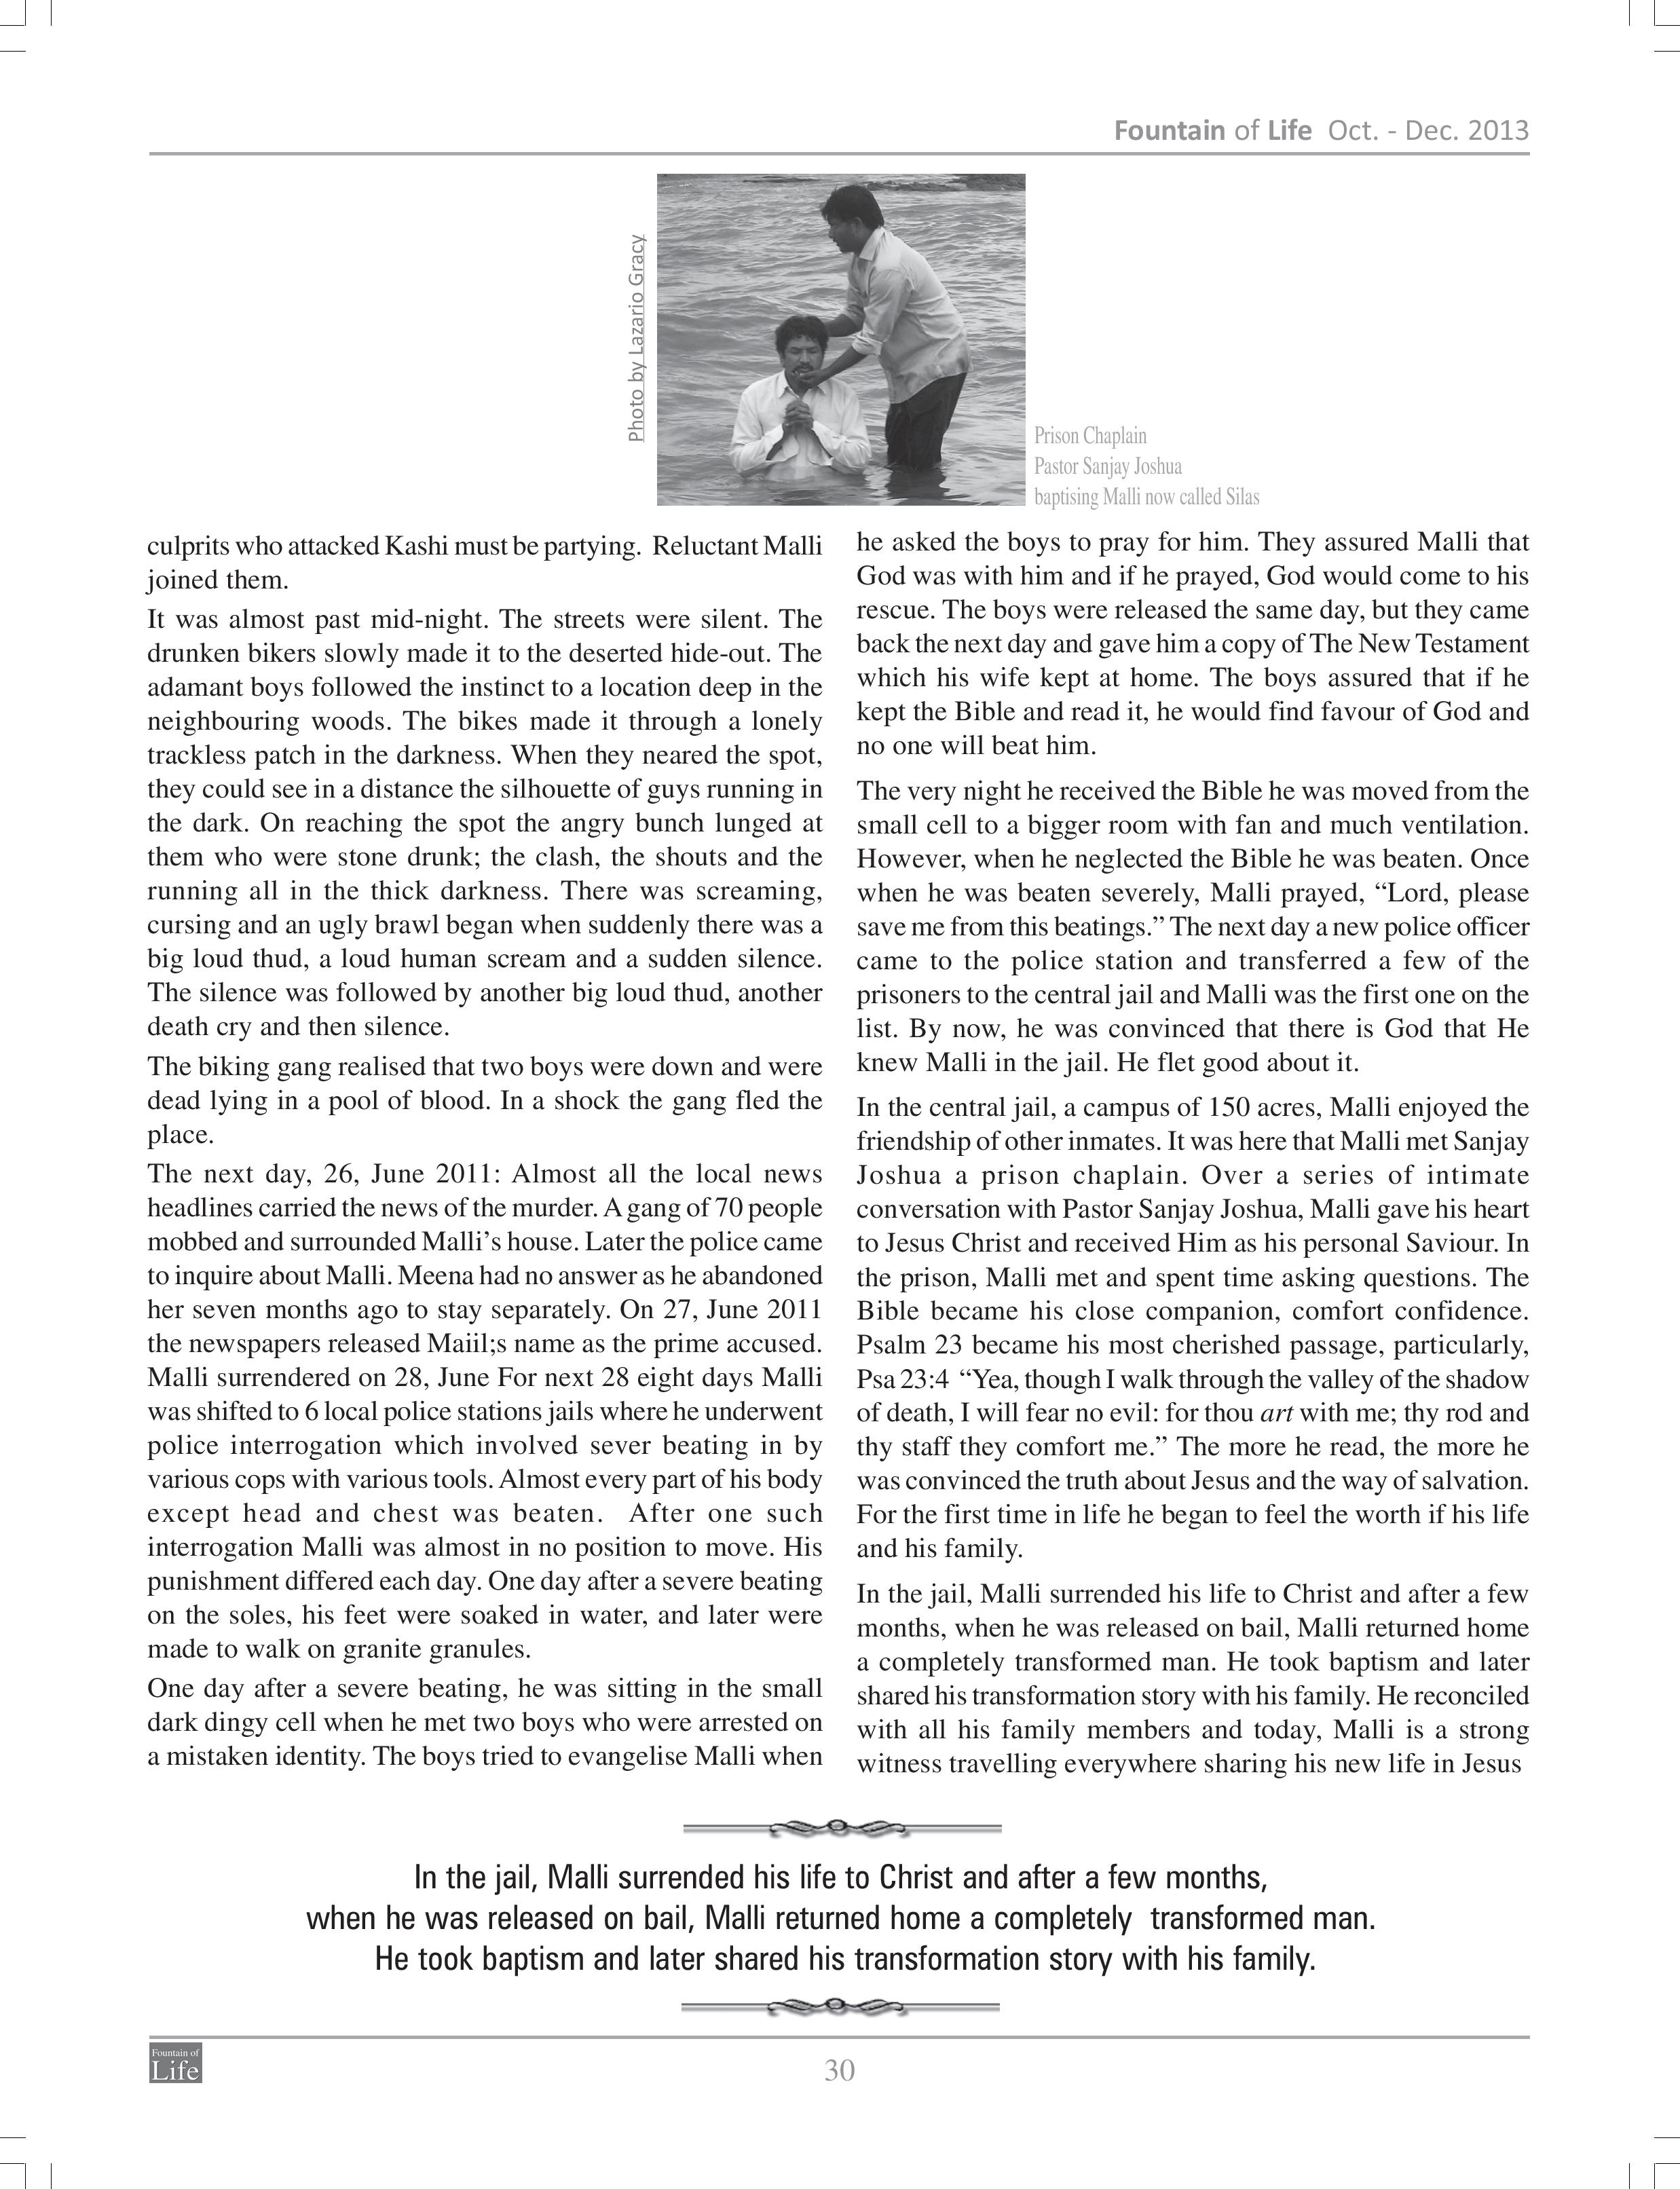 Fountain of Life Oct. - Dec. 2013
Photo by Lazario Gracy
Prison Chaplain
Pastor Sanjay Joshua
baptising Malli now called Silas
culprits who attacked Kashi must be partying. Reluctant Malli
joined them.
It was almost past mid-night. The streets were silent. The
drunken bikers slowly made it to the deserted hide-out. The
adamant boys followed the instinct to a location deep in the
neighbouring woods. The bikes made it through a lonely
trackless patch in the darkness. When they neared the spot,
they could see in a distance the silhouette of guys running in
the dark. On reaching the spot the angry bunch lunged at
them who were stone drunk; the clash, the shouts and the
running all in the thick darkness. There was screaming,
cursing and an ugly brawl began when suddenly there was a
big loud thud, a loud human scream and a sudden silence.
The silence was followed by another big loud thud, another
death cry and then silence.
The biking gang realised that two boys were down and were
dead lying in a pool of blood. In a shock the gang fled the
place.
The next day, 26, June 2011: Almost all the local news
headlines carried the news of the murder. A gang of 70 people
mobbed and surrounded Malli’s house. Later the police came
to inquire about Malli. Meena had no answer as he abandoned
her seven months ago to stay separately. On 27, June 2011
the newspapers released Maiil;s name as the prime accused.
Malli surrendered on 28, June For next 28 eight days Malli
was shifted to 6 local police stations jails where he underwent
police interrogation which involved sever beating in by
various cops with various tools. Almost every part of his body
except head and chest was beaten. After one such
interrogation Malli was almost in no position to move. His
punishment differed each day. One day after a severe beating
on the soles, his feet were soaked in water, and later were
made to walk on granite granules.
One day after a severe beating, he was sitting in the small
dark dingy cell when he met two boys who were arrested on
a mistaken identity. The boys tried to evangelise Malli when
he asked the boys to pray for him. They assured Malli that
God was with him and if he prayed, God would come to his
rescue. The boys were released the same day, but they came
back the next day and gave him a copy of The New Testament
which his wife kept at home. The boys assured that if he
kept the Bible and read it, he would find favour of God and
no one will beat him.
The very night he received the Bible he was moved from the
small cell to a bigger room with fan and much ventilation.
However, when he neglected the Bible he was beaten. Once
when he was beaten severely, Malli prayed, “Lord, please
save me from this beatings.” The next day a new police officer
came to the police station and transferred a few of the
prisoners to the central jail and Malli was the first one on the
list. By now, he was convinced that there is God that He
knew Malli in the jail. He flet good about it.
In the central jail, a campus of 150 acres, Malli enjoyed the
friendship of other inmates. It was here that Malli met Sanjay
Joshua a prison chaplain. Over a series of intimate
conversation with Pastor Sanjay Joshua, Malli gave his heart
to Jesus Christ and received Him as his personal Saviour. In
the prison, Malli met and spent time asking questions. The
Bible became his close companion, comfort confidence.
Psalm 23 became his most cherished passage, particularly,
Psa 23:4 “Yea, though I walk through the valley of the shadow
of death, I will fear no evil: for thou art with me; thy rod and
thy staff they comfort me.” The more he read, the more he
was convinced the truth about Jesus and the way of salvation.
For the first time in life he began to feel the worth if his life
and his family.
In the jail, Malli surrended his life to Christ and after a few
months, when he was released on bail, Malli returned home
a completely transformed man. He took baptism and later
shared his transformation story with his family. He reconciled
with all his family members and today, Malli is a strong
witness travelling everywhere sharing his new life in Jesus
In the jail, Malli surrended his life to Christ and after a few months,
when he was released on bail, Malli returned home a completely transformed man.
He took baptism and later shared his transformation story with his family.
Fountain of
Life
30